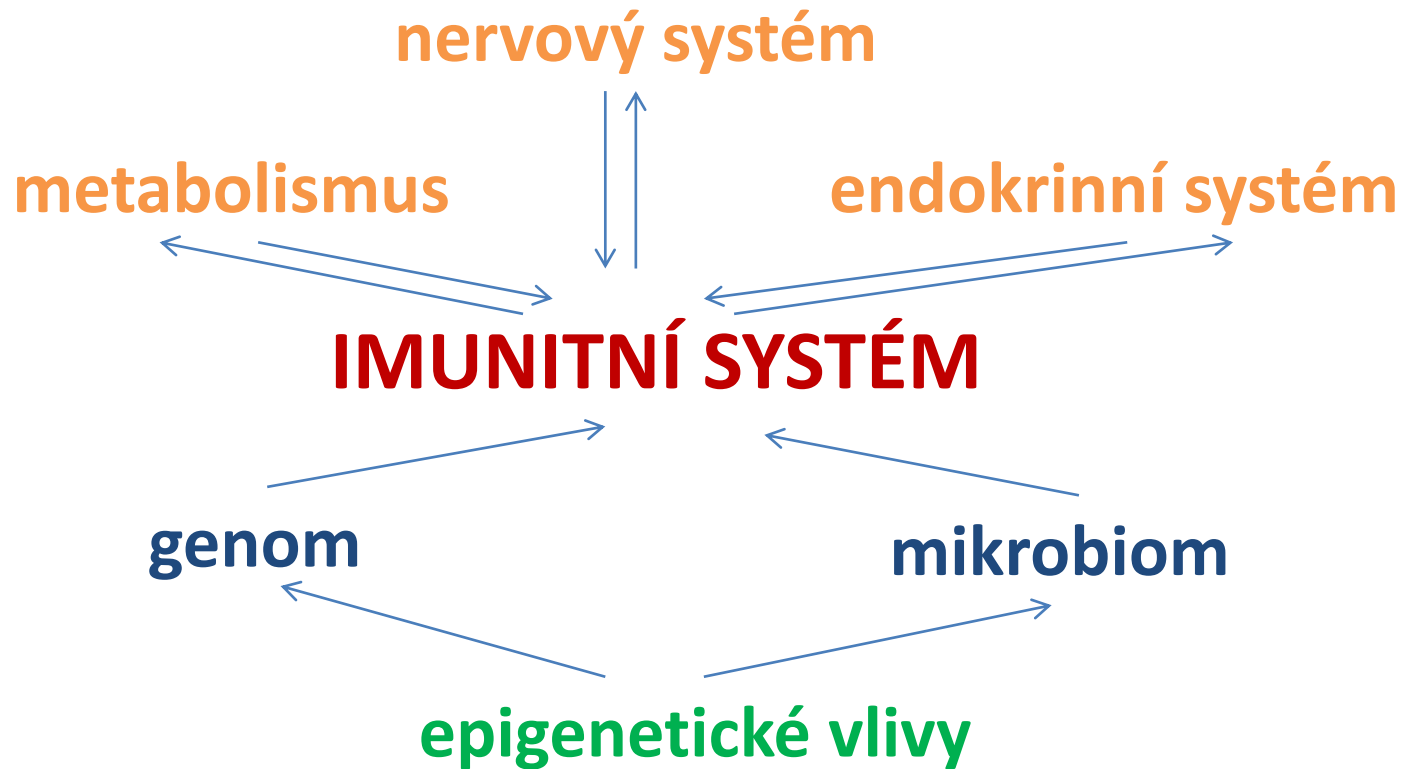 nervový systém
metabolismus
endokrinní systém
IMUNITNÍ SYSTÉM
genom
mikrobiom
epigenetické vlivy